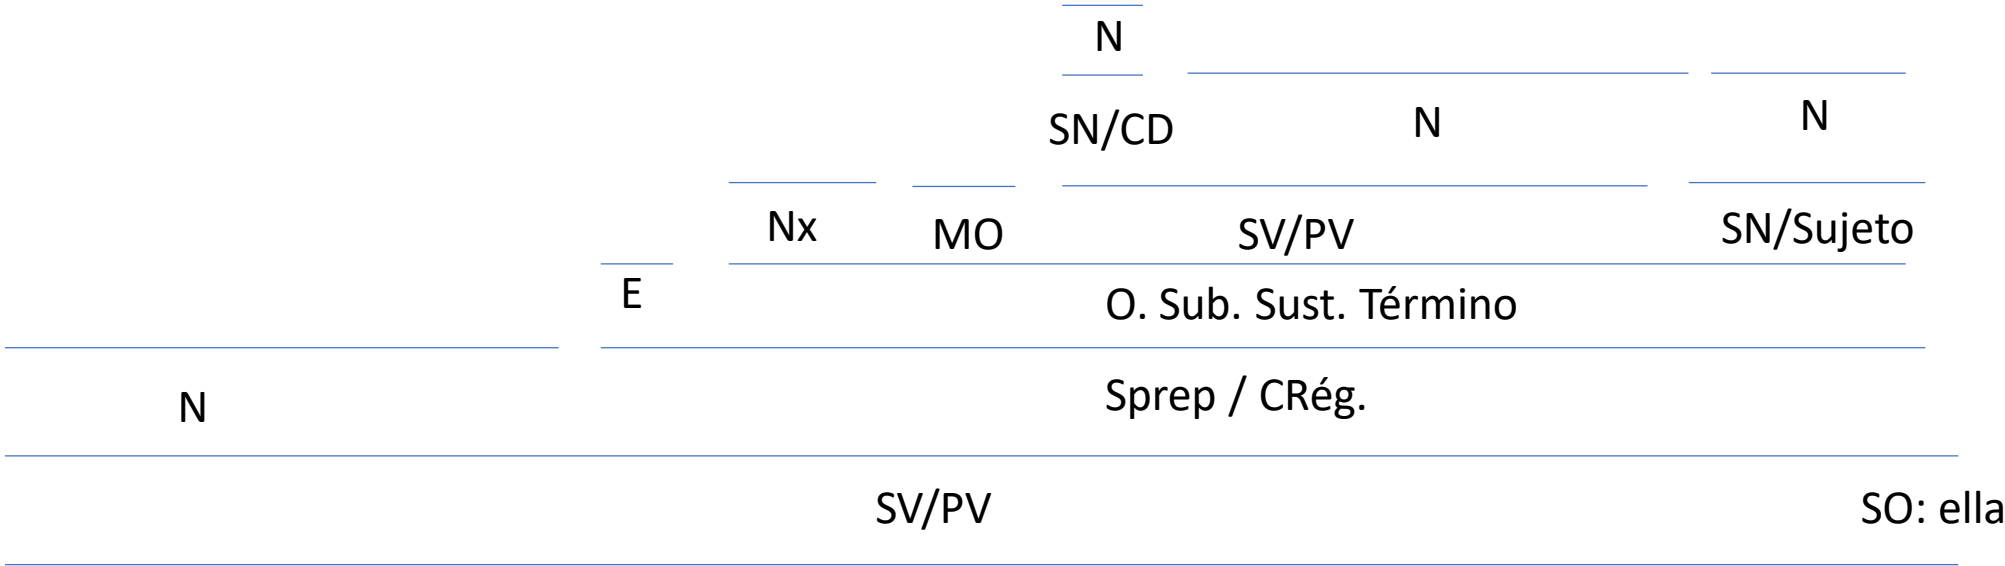 N
SN/CD N N
Nx MO SV/PV SN/Sujeto
E O. Sub. Sust. Término
N Sprep / CRég.
SV/PV SO: ella